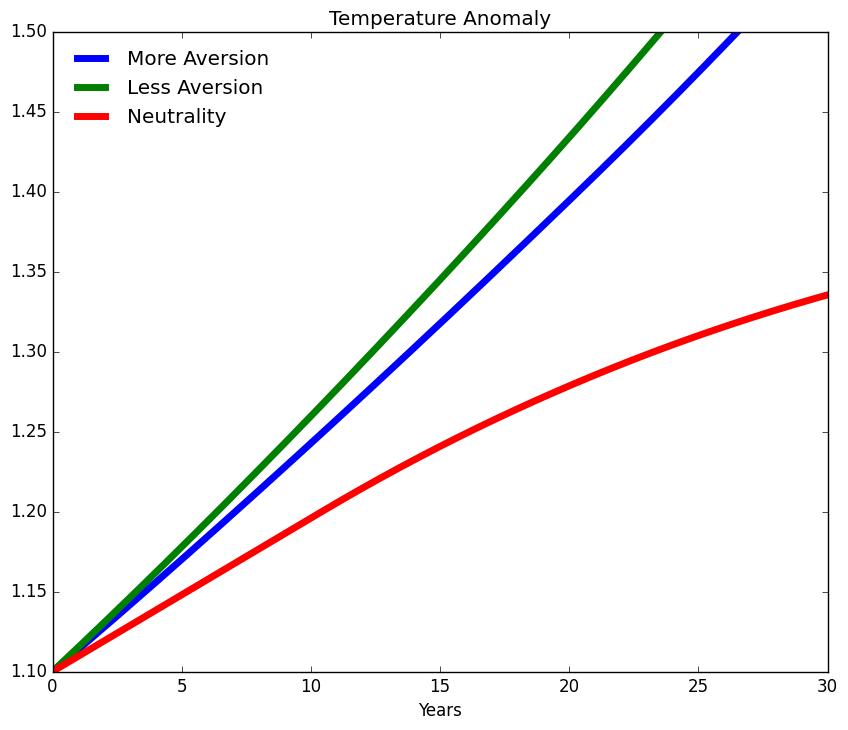 Temperature Anomaly
1.50
1.45
1.40
1.35
1.30
1.25
1.20
1.15
1.10
More Aversion
Less Aversion
Neutrality
0 5 10 15 20 25 30
Years